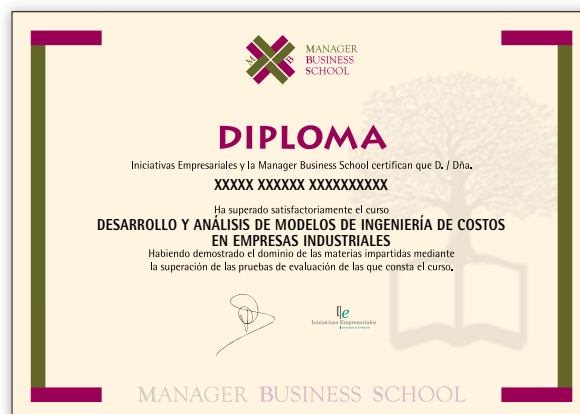 M B
MANAGER
BUSINESS
SCHOOL
DIPLOMA
Iniciativas Empresariales y la Manager Business School certifican que D. / Dña.
XXXXX XXXXXX XXXXXXXXXX
Ha superado satisfactoriamente el curso
DESARROLLO Y ANÁLISIS DE MODELOS DE INGENIERÍA DE COSTOS
EN EMPRESAS INDUSTRIALES
Habiendo demostrado el dominio de las materias impartidas mediante
la superación de las pruebas de evaluación de las que consta el curso.
Iniciativas Empresariales
MANAGER BUSINESS SCHOOL